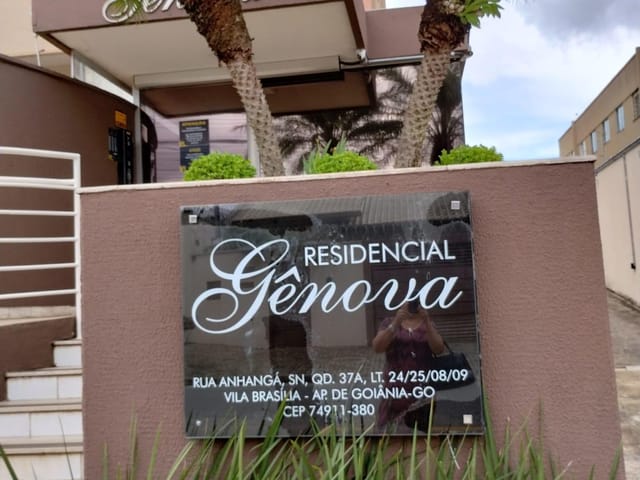 RESIDENCIAL
Gênova
RUA ANHANGÁ, SN, QD. 37A, LT. 24/25/08/09
VILA BRASÍLIA - AP. DE GOIÂNIA-GO
CEP 74911-380